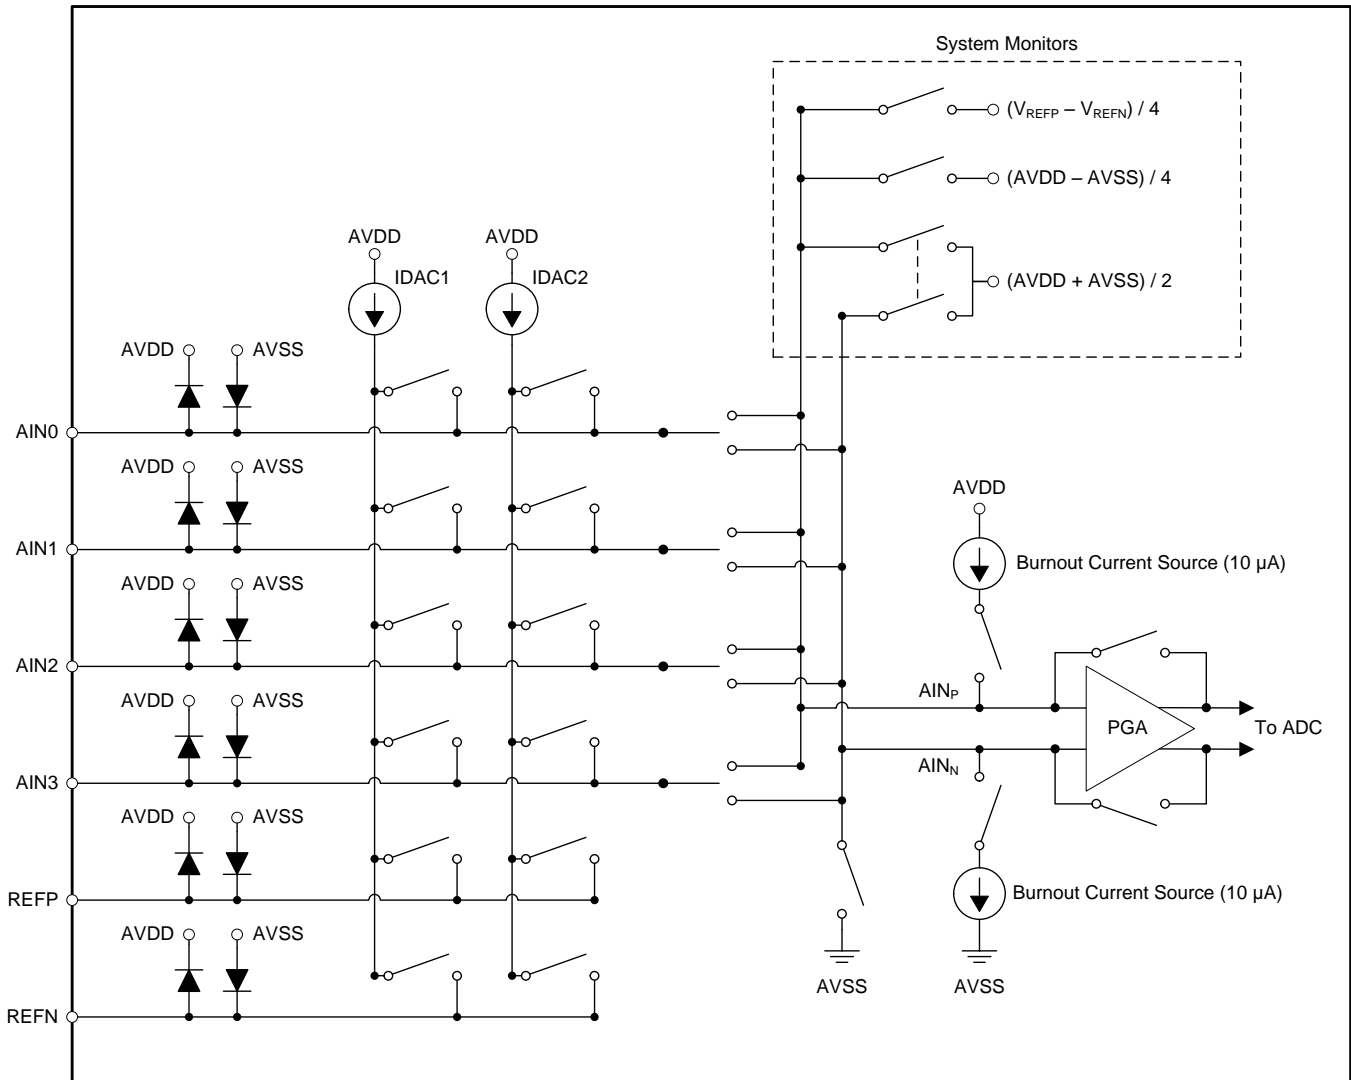 System Monitors
(VREFP – VREFN) / 4
(AVDD – AVSS) / 4
(AVDD + AVSS) / 2
AVDD AVDD
IDAC1 IDAC2
AVDD AVSS
AIN0
AVDD AVSS
AIN1
AVDD AVSS
AIN2
AVDD AVSS
AIN3
AVDD AVSS
REFP
AVDD AVSS
REFN
AVDD
Burnout Current Source (10 µA)
AINP
PGA
To ADC
AINN
Burnout Current Source (10 µA)
AVSS AVSS